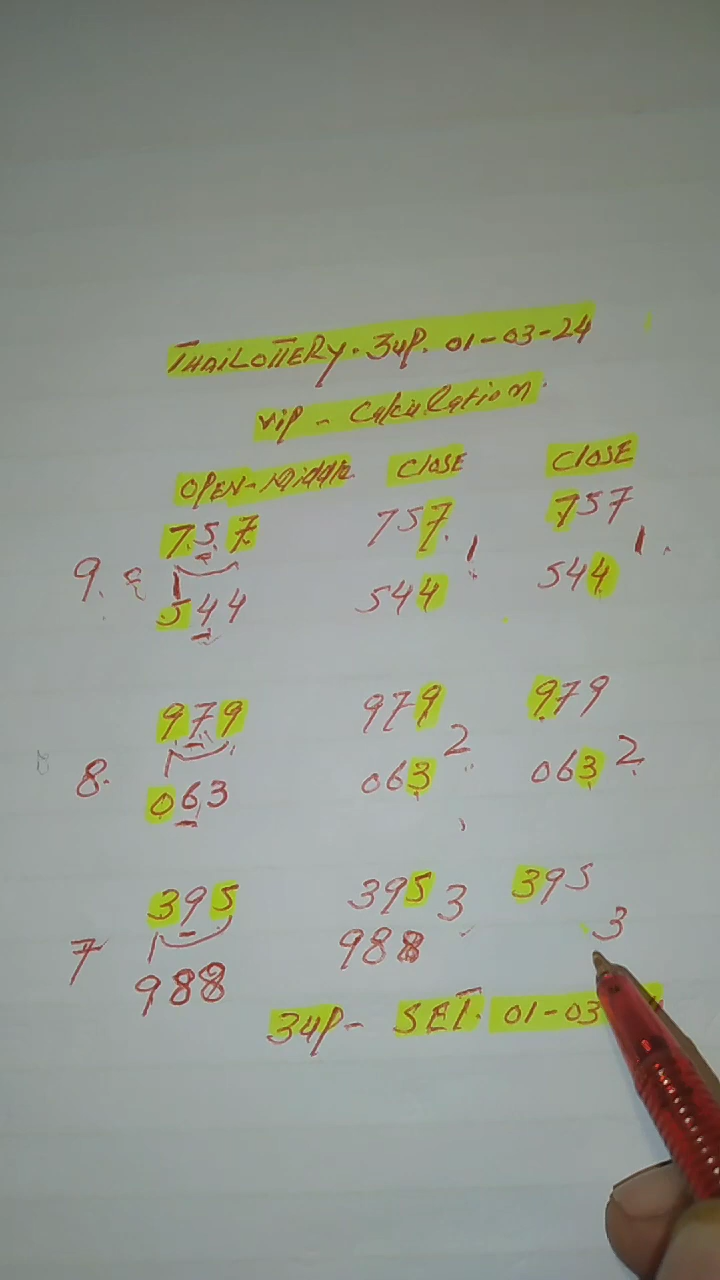 THAILOTTERY. 3UP. 01-03-24
VIP - Calculation.
OPEN-Middle CLOSE CLOSE
757 757 757
9. 1 1.
544 544 544
979 979 979
8. 2 2.
063 063 063
395 395 395
7 3 3
988 988
3UP- SET. 01-03